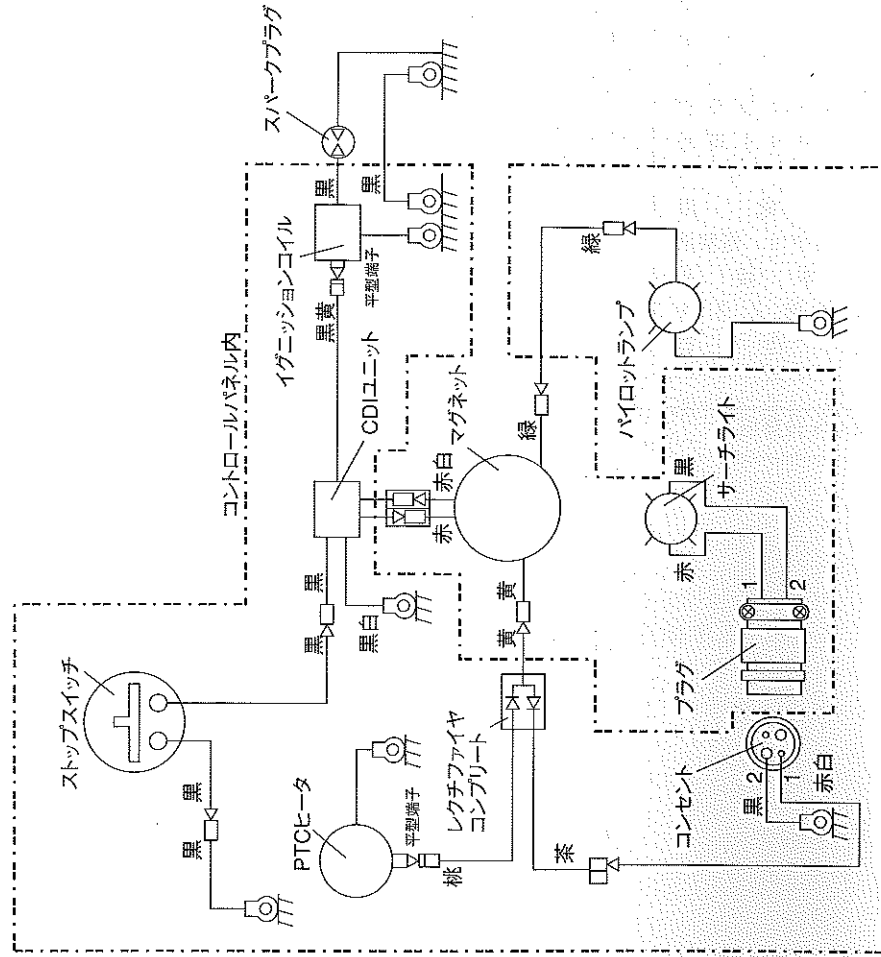 コントロールパネル内
ストップスイッチ
黒
黒
黒
黒
黒白
CDIユニット
黒黄
平型端子
イグニッションコイル
黒
スパークプラグ
黒
PTCヒータ
平型端子
桃
レクチファイヤ
コンプリート
茶
黄
黄
赤
赤白
マグネット
緑
緑
パイロットランプ
サーチライト
赤
黒
1
2
プラグ
コンセント
2
1
黒
赤白